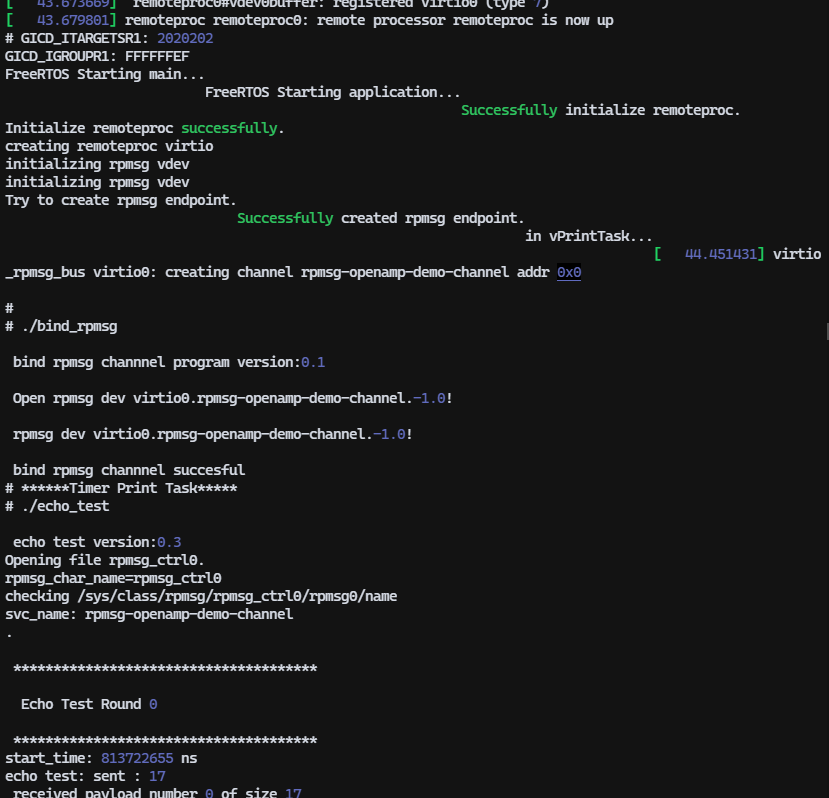 [   43.673669]  remoteproc0#vdev0buffer: registered virtio0 (type 7)
[   43.679801] remoteproc remoteproc0: remote processor remoteproc is now up
# GICD_ITARGETSR1: 2020202
GICD_IGROUPR1: FFFFFFEF
FreeRTOS Starting main...
FreeRTOS Starting application...
Successfully initialize remoteproc.
Initialize remoteproc successfully.
creating remoteproc virtio
initializing rpmsg vdev
initializing rpmsg vdev
Try to create rpmsg endpoint.
Successfully created rpmsg endpoint.
in vPrintTask...
[   44.451431] virtio
_rpmsg_bus virtio0: creating channel rpmsg-openamp-demo-channel addr 0x0
#
# ./bind_rpmsg
bind rpmsg channnel program version:0.1
Open rpmsg dev virtio0.rpmsg-openamp-demo-channel.-1.0!
rpmsg dev virtio0.rpmsg-openamp-demo-channel.-1.0!
bind rpmsg channnel succesful
# ******Timer Print Task*****
# ./echo_test
echo test version:0.3
Opening file rpmsg_ctrl0.
rpmsg_char_name=rpmsg_ctrl0
checking /sys/class/rpmsg/rpmsg_ctrl0/rpmsg0/name
svc_name: rpmsg-openamp-demo-channel
.
**************************************
Echo Test Round 0
**************************************
start_time: 813722655 ns
echo test: sent : 17
received payload number 0 of size 17